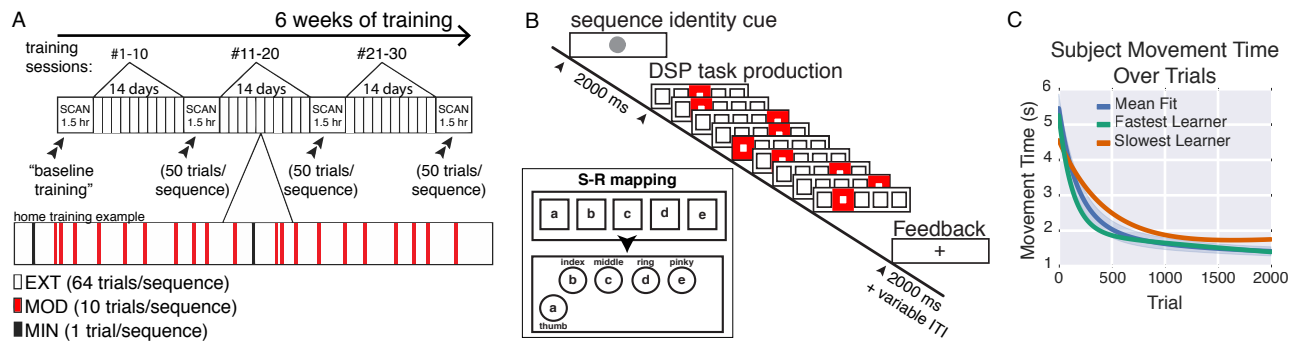 A
6 weeks of training
training
sessions:
#1-10
#11-20
#21-30
14 days
14 days
14 days
SCAN
1.5 hr
SCAN
1.5 hr
SCAN
1.5 hr
SCAN
1.5 hr
“baseline
training”
(50 trials/
sequence)
(50 trials/
sequence)
(50 trials/
sequence)
home training example
EXT (64 trials/sequence)
MOD (10 trials/sequence)
MIN (1 trial/sequence)
B
sequence identity cue
2000 ms
DSP task production
S-R mapping
a b c d e
index middle ring pinky
b c d e
a
thumb
Feedback
+
2000 ms
+ variable ITI
C
Subject Movement Time
Over Trials
Movement Time (s)
6
5
4
3
2
1
Mean Fit
Fastest Learner
Slowest Learner
0 500 1000 1500 2000
Trial